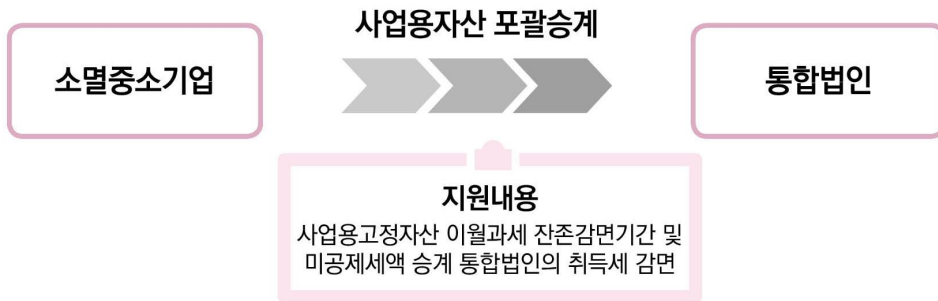 사업용자산 포괄승계
소멸중소기업
통합법인
지원내용
사업용고정자산 이월과세 잔존감면기간 및
미공제세액 승계 통합법인의 취득세 감면